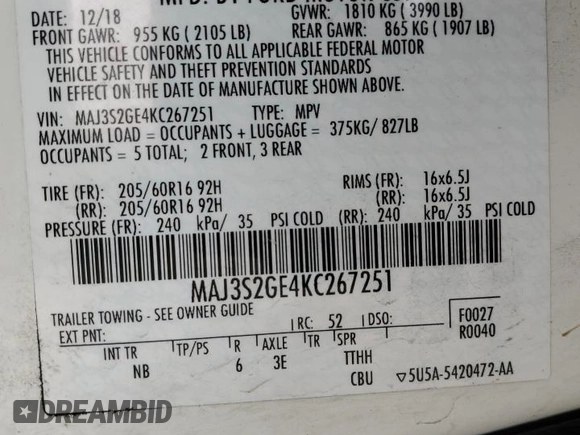 MFD. BY FORD MOTOR
DATE: 12/18 GVWR: 1810 KG ( 3990 LB)
FRONT GAWR: 955 KG ( 2105 LB) REAR GAWR: 865 KG ( 1907 LB)
THIS VEHICLE CONFORMS TO ALL APPLICABLE FEDERAL MOTOR
VEHICLE SAFETY AND THEFT PREVENTION STANDARDS
IN EFFECT ON THE DATE OF MANUFACTURE SHOWN ABOVE.
VIN: MAJ3S2GE4KC267251 TYPE: MPV
MAXIMUM LOAD = OCCUPANTS + LUGGAGE = 375KG/ 827LB
OCCUPANTS = 5 TOTAL; 2 FRONT, 3 REAR
TIRE (FR): 205/60R16 92H RIMS (FR): 16x6.5J
(RR): 205/60R16 92H (RR): 16x6.5J
PRESSURE (FR): 240 kPa/ 35 PSI COLD (RR): 240 kPa/ 35 PSI COLD
MAJ3S2GE4KC267251
TRAILER TOWING - SEE OWNER GUIDE
EXT PNT: RC: 52 DSO: F0027
R0040
INT TR TP/PS R AXLE TR SPR
NB 6 3E TTHH
CBU ▽5U5A-5420472-AA
DREAMBID